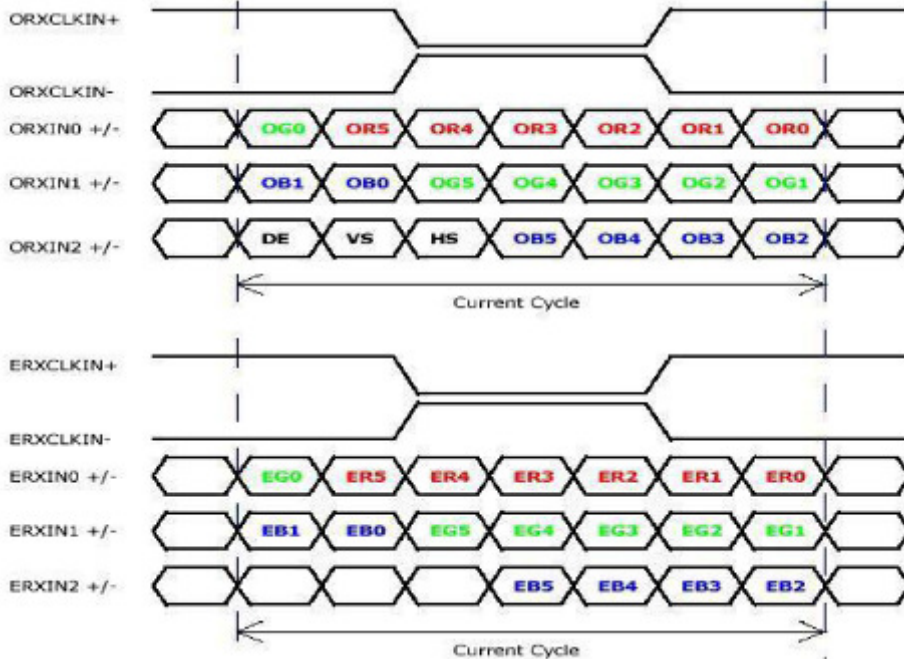 ORXCLKIN+
ORXCLKIN-
ORXIN0 +/- OG0 OR5 OR4 OR3 OR2 OR1 OR0
ORXIN1 +/- OB1 OB0 OG5 OG4 OG3 OG2 OG1
ORXIN2 +/- DE VS HS OB5 OB4 OB3 OB2
Current Cycle
ERXCLKIN+
ERXCLKIN-
ERXIN0 +/- EG0 ER5 ER4 ER3 ER2 ER1 ER0
ERXIN1 +/- EB1 EB0 EG5 EG4 EG3 EG2 EG1
ERXIN2 +/- EB5 EB4 EB3 EB2
Current Cycle